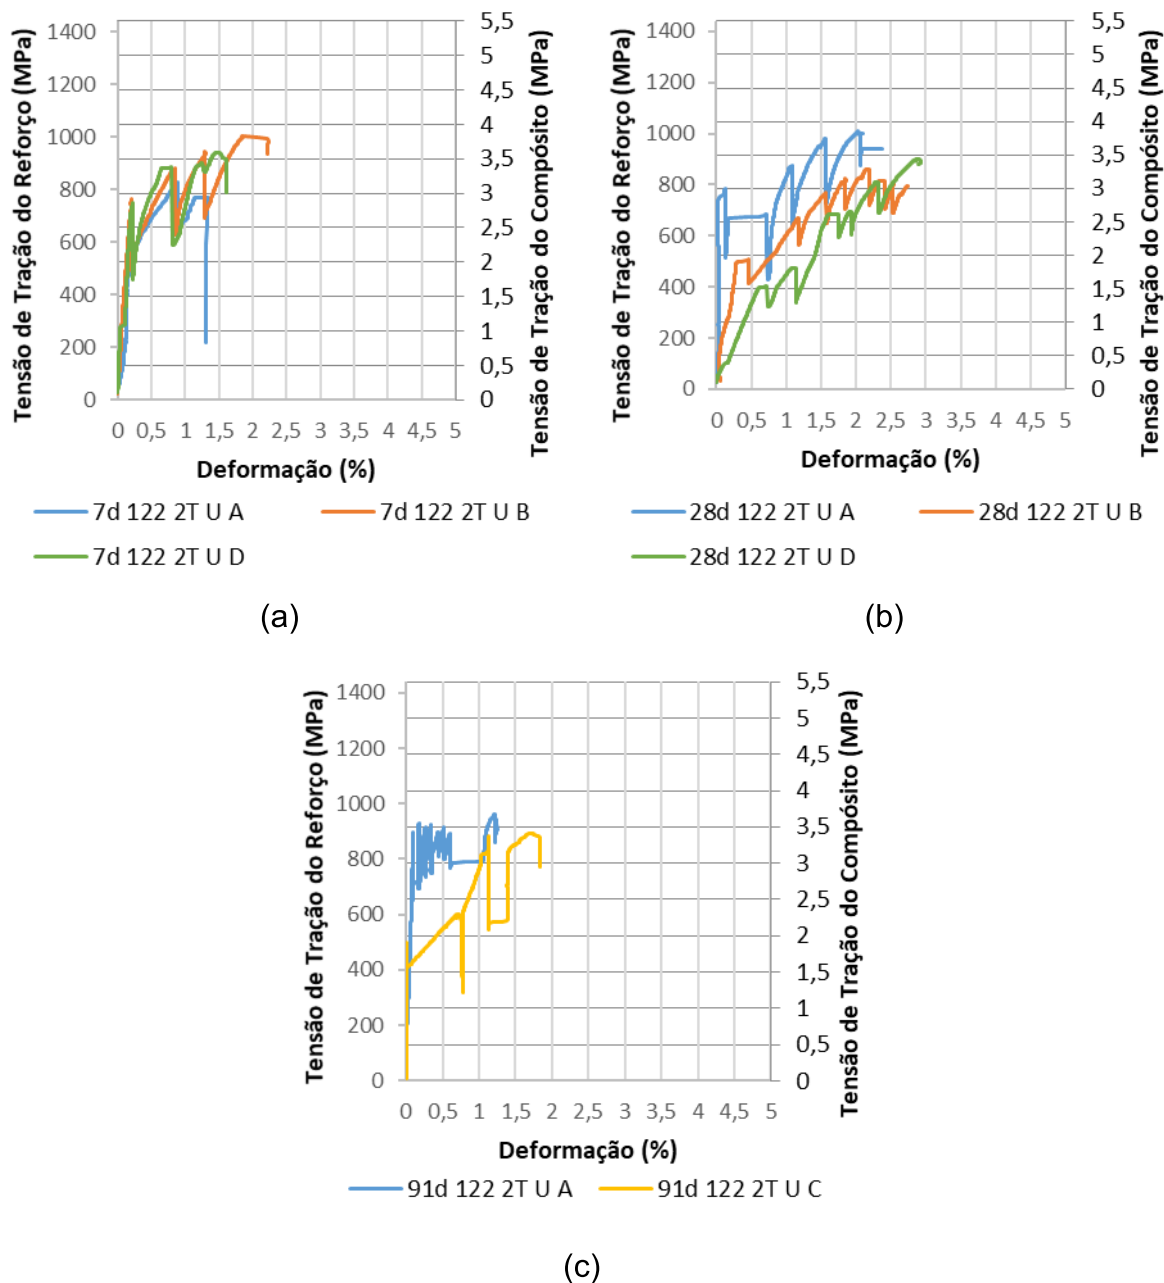 Tensão de Tração do Reforço (MPa)
1400
1200
1000
800
600
400
200
0
5,5
5
4,5
4
3,5
3
2,5
2
1,5
1
0,5
0
Tensão de Tração do Compósito (MPa)
0 0,5 1 1,5 2 2,5 3 3,5 4 4,5 5
Deformação (%)
7d 122 2T U A
7d 122 2T U B
7d 122 2T U D
(a)
Tensão de Tração do Reforço (MPa)
1400
1200
1000
800
600
400
200
0
5,5
5
4,5
4
3,5
3
2,5
2
1,5
1
0,5
0
Tensão de Tração do Compósito (MPa)
0 0,5 1 1,5 2 2,5 3 3,5 4 4,5 5
Deformação (%)
28d 122 2T U A
28d 122 2T U B
28d 122 2T U D
(b)
Tensão de Tração do Reforço (MPa)
1400
1200
1000
800
600
400
200
0
5,5
5
4,5
4
3,5
3
2,5
2
1,5
1
0,5
0
Tensão de Tração do Compósito (MPa)
0 0,5 1 1,5 2 2,5 3 3,5 4 4,5 5
Deformação (%)
91d 122 2T U A
91d 122 2T U C
(c)